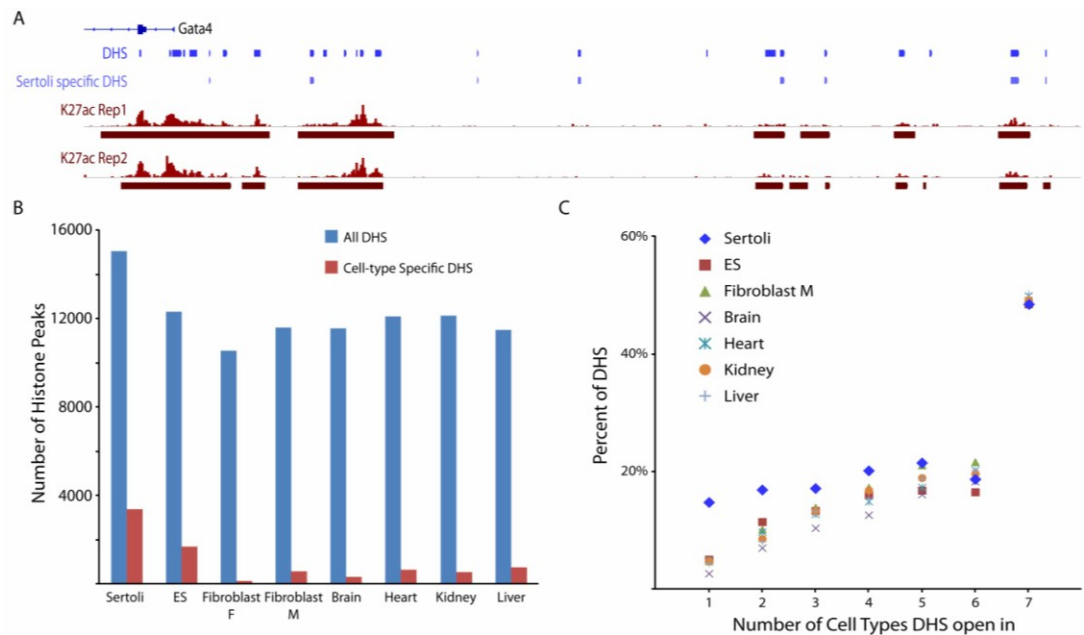 A
Gata4
DHS
Sertoli specific DHS
K27ac Rep1
K27ac Rep2
B
16000
12000
8000
4000
Number of Histone Peaks
All DHS
Cell-type Specific DHS
Sertoli
ES
Fibroblast F
Fibroblast M
Brain
Heart
Kidney
Liver
C
60%
40%
20%
Percent of DHS
Sertoli
ES
Fibroblast M
Brain
Heart
Kidney
Liver
1 2 3 4 5 6 7
Number of Cell Types DHS open in